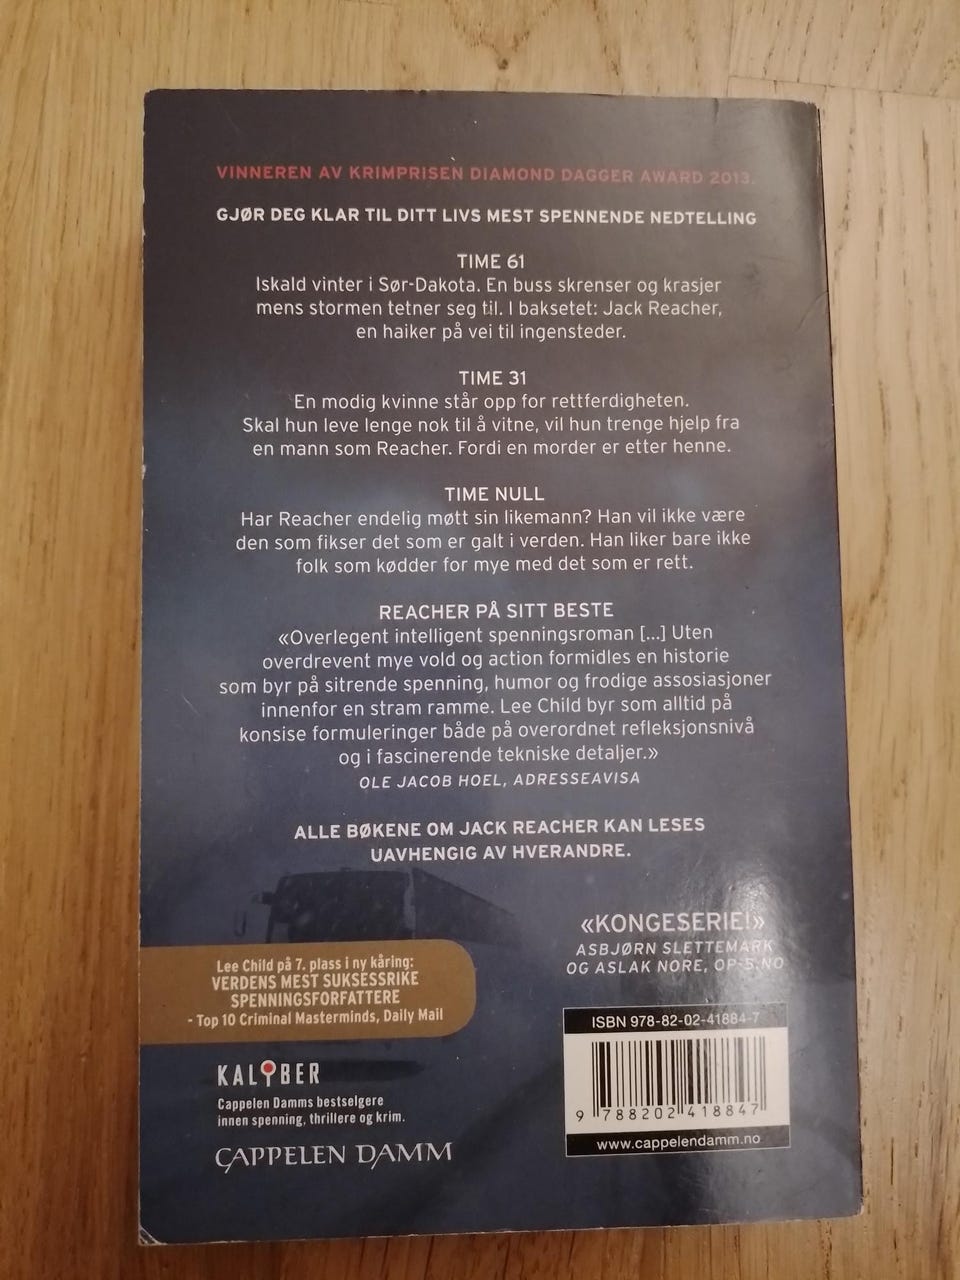 VINNEREN AV KRIMPRISEN DIAMOND DAGGER AWARD 2013.
GJØR DEG KLAR TIL DITT LIVS MEST SPENNENDE NEDTELLING
TIME 61
Iskald vinter i Sør-Dakota. En buss skrenser og krasjer
mens stormen tetner seg til. I baksetet: Jack Reacher,
en haiker på vei til ingensteder.
TIME 31
En modig kvinne står opp for rettferdigheten.
Skal hun leve lenge nok til å vitne, vil hun trenge hjelp fra
en mann som Reacher. Fordi en morder er etter henne.
TIME NULL
Har Reacher endelig møtt sin likemann? Han vil ikke være
den som fikser det som er galt i verden. Han liker bare ikke
folk som kødder for mye med det som er rett.
REACHER PÅ SITT BESTE
«Overlegent intelligent spenningsroman [...] Uten
overdrevent mye vold og action formidles en historie
som byr på sitrende spenning, humor og frodige assosiasjoner
innenfor en stram ramme. Lee Child byr som alltid på
konsise formuleringer både på overordnet refleksjonsnivå
og i fascinerende tekniske detaljer.»
OLE JACOB HOEL, ADRESSEAVISA
ALLE BØKENE OM JACK REACHER KAN LESES
UAVHENGIG AV HVERANDRE.
«KONGESERIE!»
ASBJØRN SLETTEMARK
OG ASLAK NORE, OP-5.NO
Lee Child på 7. plass i ny kåring:
VERDENS MEST SUKSESSRIKE
SPENNINGSFORFATTERE
- Top 10 Criminal Masterminds, Daily Mail
KALIBER
Cappelen Damms bestselgere
innen spenning, thrillere og krim.
CAPPELEN DAMM
ISBN 978-82-02-41884-7
9 788202 418847
www.cappelendamm.no